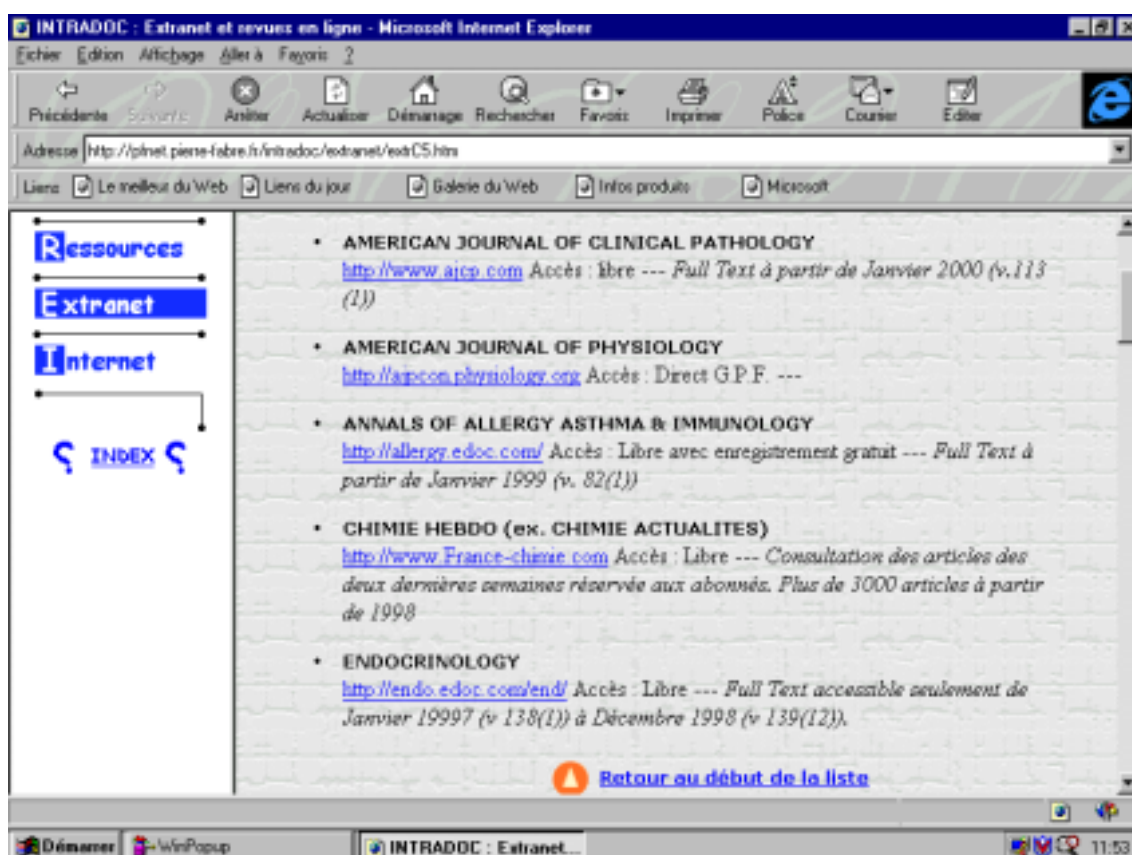 INTRADOC : Extranet et revues en ligne - Microsoft Internet Explorer
Fichier Edition Affichage Aller à Favoris ?
Précédente Suivante Arrêter Actualiser Démarrage Rechercher Favoris Imprimer Police Courrier Editer
Adresse http://pfnet.pierre-fabre.fr/intradoc/extranet/extrC5.htm
Liens Le meilleur du Web Liens du jour Galerie du Web Infos produits Microsoft
Ressources
Extranet
Internet
INDEX
• AMERICAN JOURNAL OF CLINICAL PATHOLOGY
http://www.ajcp.com Accès : libre --- Full Text à partir de Janvier 2000 (v.113
(1))
• AMERICAN JOURNAL OF PHYSIOLOGY
http://ajpcon.physiology.org Accès : Direct G.P.F. ---
• ANNALS OF ALLERGY ASTHMA & IMMUNOLOGY
http://allergy.edoc.com/ Accès : Libre avec enregistrement gratuit --- Full Text à
partir de Janvier 1999 (v. 82(1))
• CHIMIE HEBDO (ex. CHIMIE ACTUALITES)
http://www.France-chimie.com Accès : Libre --- Consultation des articles des
deux dernières semaines réservée aux abonnés. Plus de 3000 articles à partir
de 1998
• ENDOCRINOLOGY
http://endo.edoc.com/end/ Accès : Libre --- Full Text accessible seulement de
Janvier 19997 (v 138(1)) à Décembre 1998 (v 139(12)).
Retour au début de la liste
Démarrer WinPopup INTRADOC : Extranet... 11:53